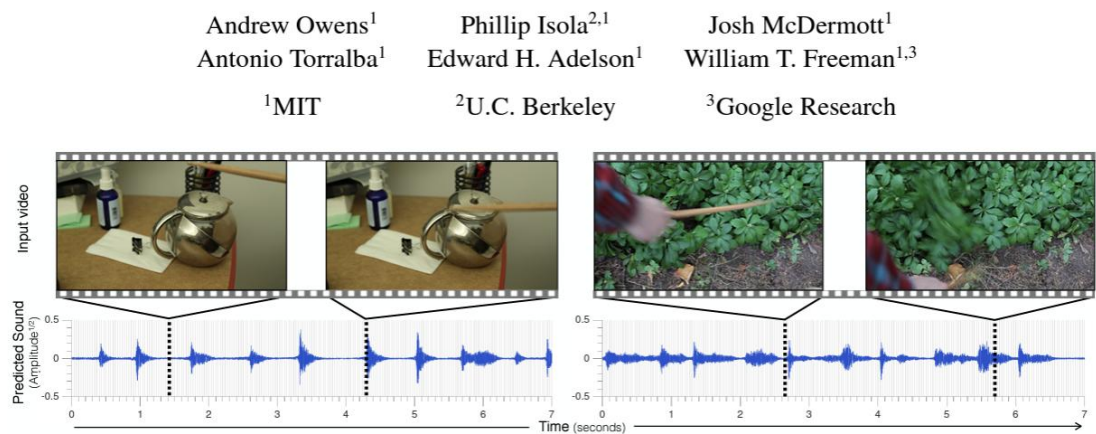 Andrew Owens¹ Phillip Isola²,¹ Josh McDermott¹
Antonio Torralba¹ Edward H. Adelson¹ William T. Freeman¹,³
¹MIT ²U.C. Berkeley ³Google Research
Input video
Predicted Sound
(Amplitude¹/²)
0.5
0
-0.5
0 1 2 3 4 5 6 7
0.5
0
-0.5
0 1 2 3 4 5 6 7
Time (seconds)